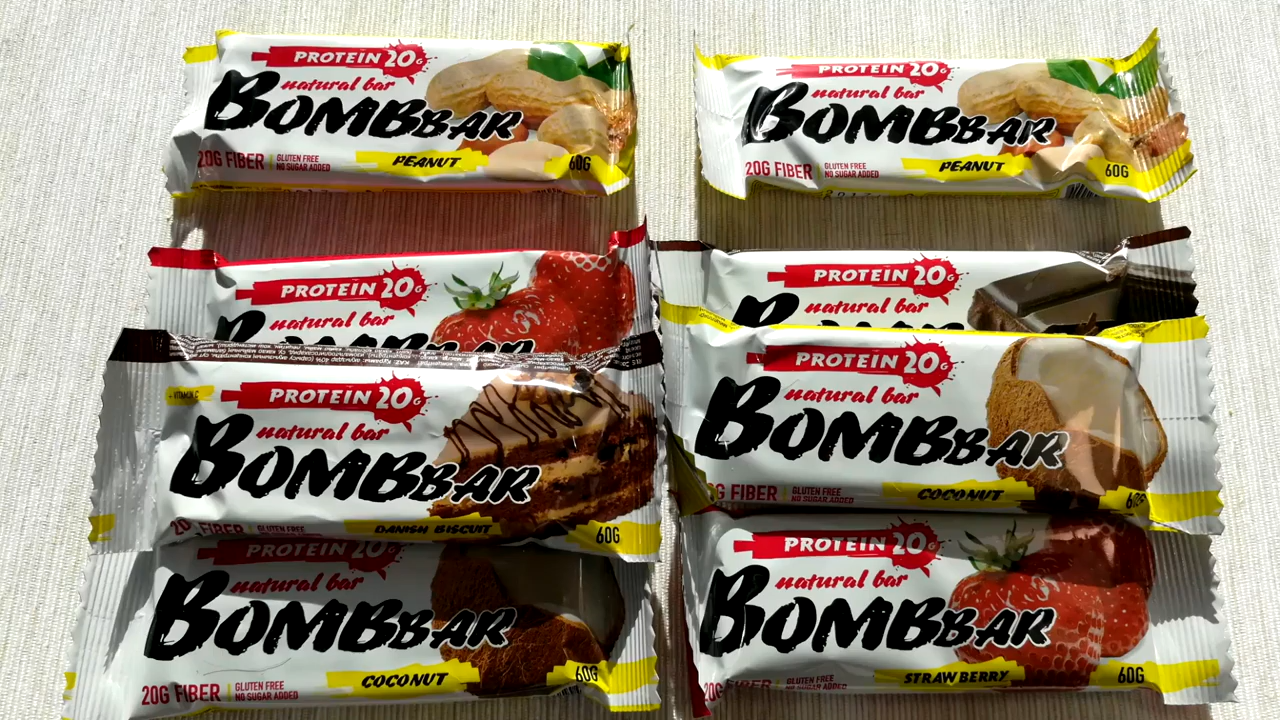 PROTEIN 20G
natural bar
BOMBBAR
20G FIBER
GLUTEN FREE
NO SUGAR ADDED
PEANUT
60G
PROTEIN 20G
natural bar
BOMBBAR
20G FIBER
GLUTEN FREE
NO SUGAR ADDED
PEANUT
60G
PROTEIN 20G
natural bar
PROTEIN 20G
natural bar
+ VITAMIN C
PROTEIN 20G
natural bar
BOMBBAR
FIBER
GLUTEN FREE
DANISH BISCUIT
60G
PROTEIN 20G
natural bar
BOMBBAR
FIBER
GLUTEN FREE
NO SUGAR ADDED
COCONUT
PROTEIN 20G
natural bar
BOMBBAR
20G FIBER
GLUTEN FREE
NO SUGAR ADDED
COCONUT
60G
PROTEIN 20G
natural bar
BOMBBAR
20G FIBER
GLUTEN FREE
NO SUGAR ADDED
STRAWBERRY
60G